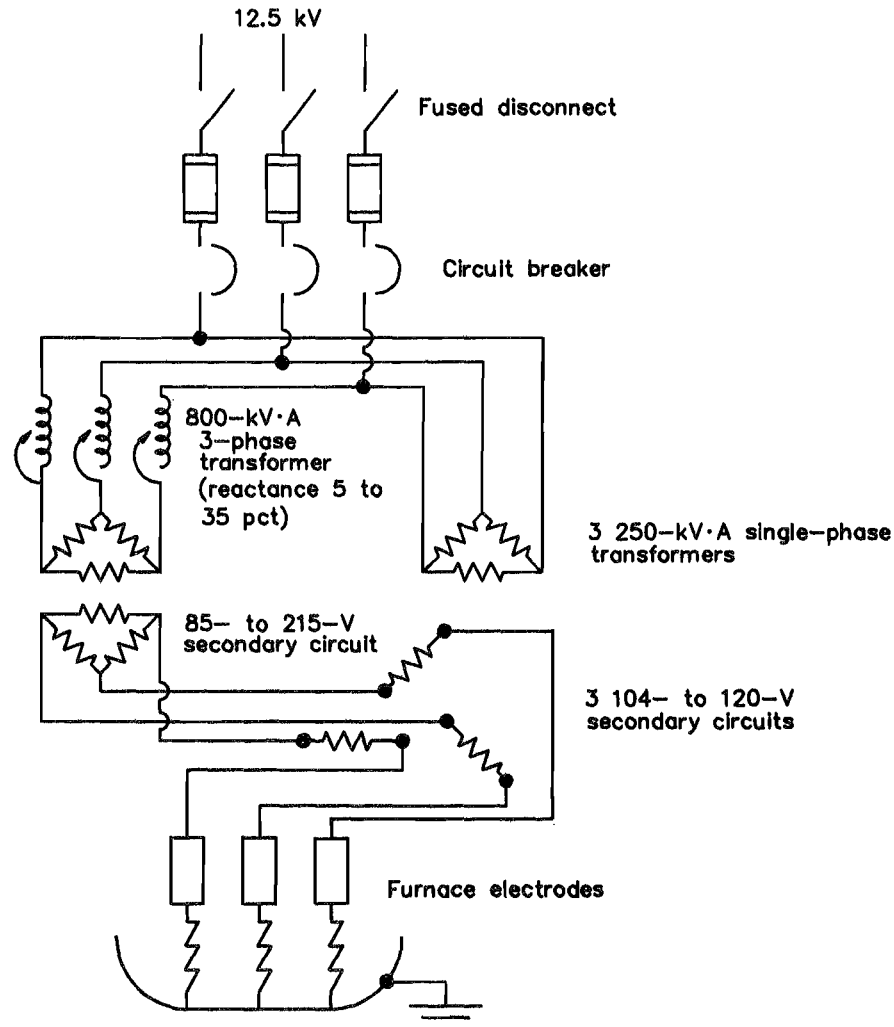 12.5 kV
Fused disconnect
Circuit breaker
800-kV·A
3-phase
transformer
(reactance 5 to
35 pct)
3 250-kV·A single-phase
transformers
85- to 215-V
secondary circuit
3 104- to 120-V
secondary circuits
Furnace electrodes